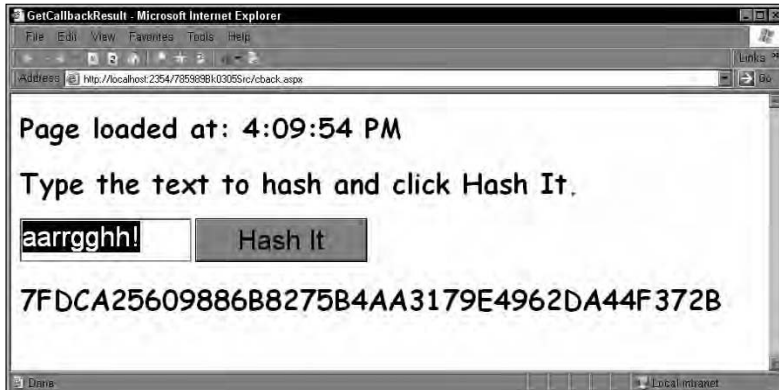 GetCallbackResult - Microsoft Internet Explorer
File Edit View Favorites Tools Help
Links »
Address http://localhost:2354/785989Bk0305Src/cback.aspx Go
Page loaded at: 4:09:54 PM
Type the text to hash and click Hash It.
aarrgghh! Hash It
7FDCA25609886B8275B4AA3179E4962DA44F372B
Done Local intranet